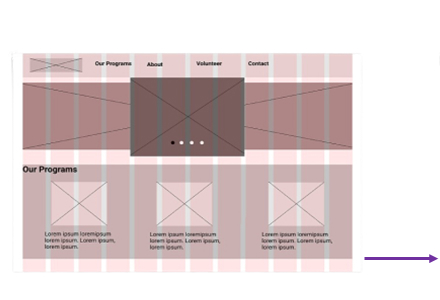 Our Programs About Volunteer Contact
Our Programs
lorem ipsum loremipsum
lorem ipsum. Lorem ipsum,
lorem ipsum.
Lorem ipsum loremipsum
lorem ipsum. Lorem ipsum,
lorem ipsum.
Lorem ipsum loremipsum
lorem ipsum. Lorem ipsum,
lorem ipsum.